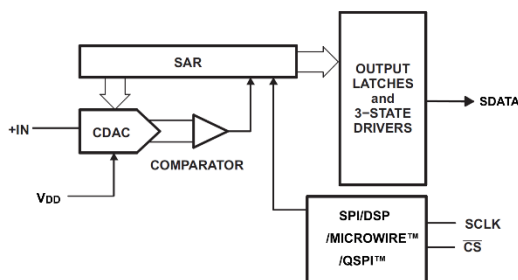 SAR
OUTPUT
LATCHES
and
3−STATE
DRIVERS
SDATA
+IN
CDAC
COMPARATOR
VDD
SPI/DSP
/MICROWIRE™
/QSPI™
SCLK
CS